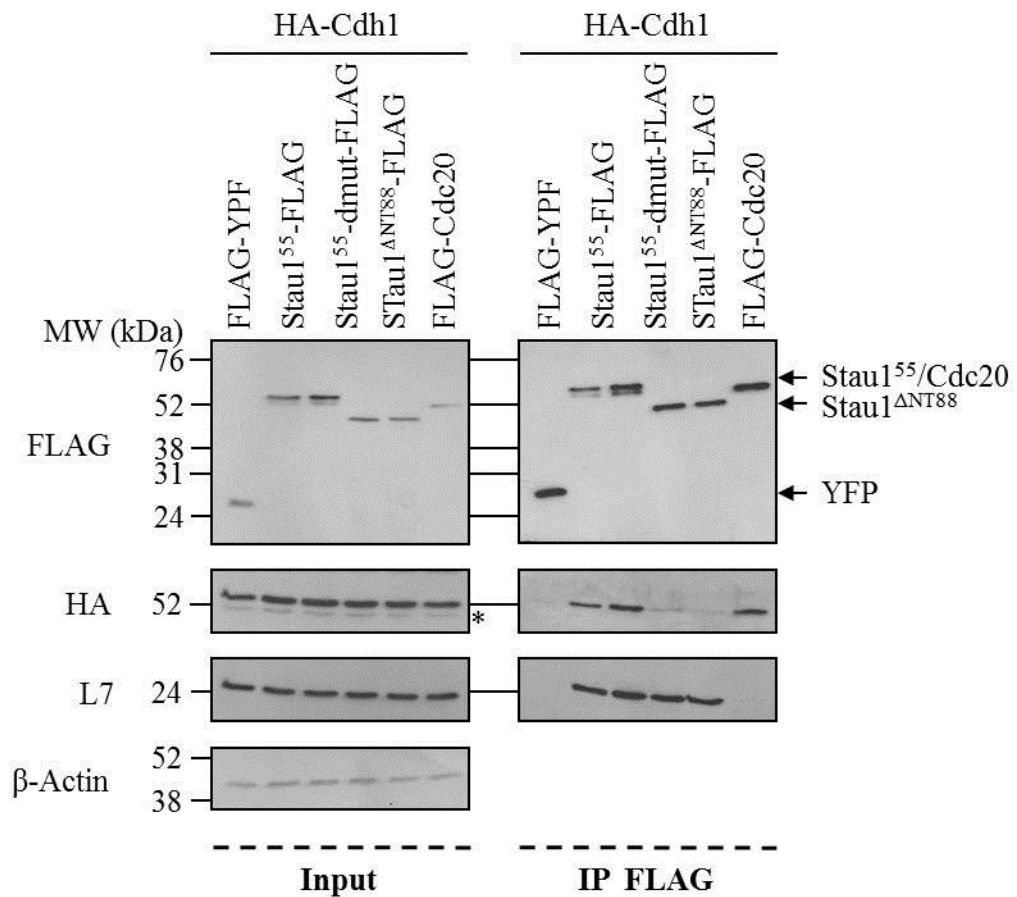 HA-Cdh1
HA-Cdh1
FLAG-YPF
Stau1⁵⁵-FLAG
Stau1⁵⁵-dmut-FLAG
STau1ᐞNT88-FLAG
FLAG-Cdc20
FLAG-YPF
Stau1⁵⁵-FLAG
Stau1⁵⁵-dmut-FLAG
STau1ᐞNT88-FLAG
FLAG-Cdc20
MW (kDa)
76
52
38
31
24
FLAG
Stau1⁵⁵/Cdc20
Stau1ᐞNT88
YFP
HA
52
*
L7
24
β-Actin
52
38
Input
IP FLAG